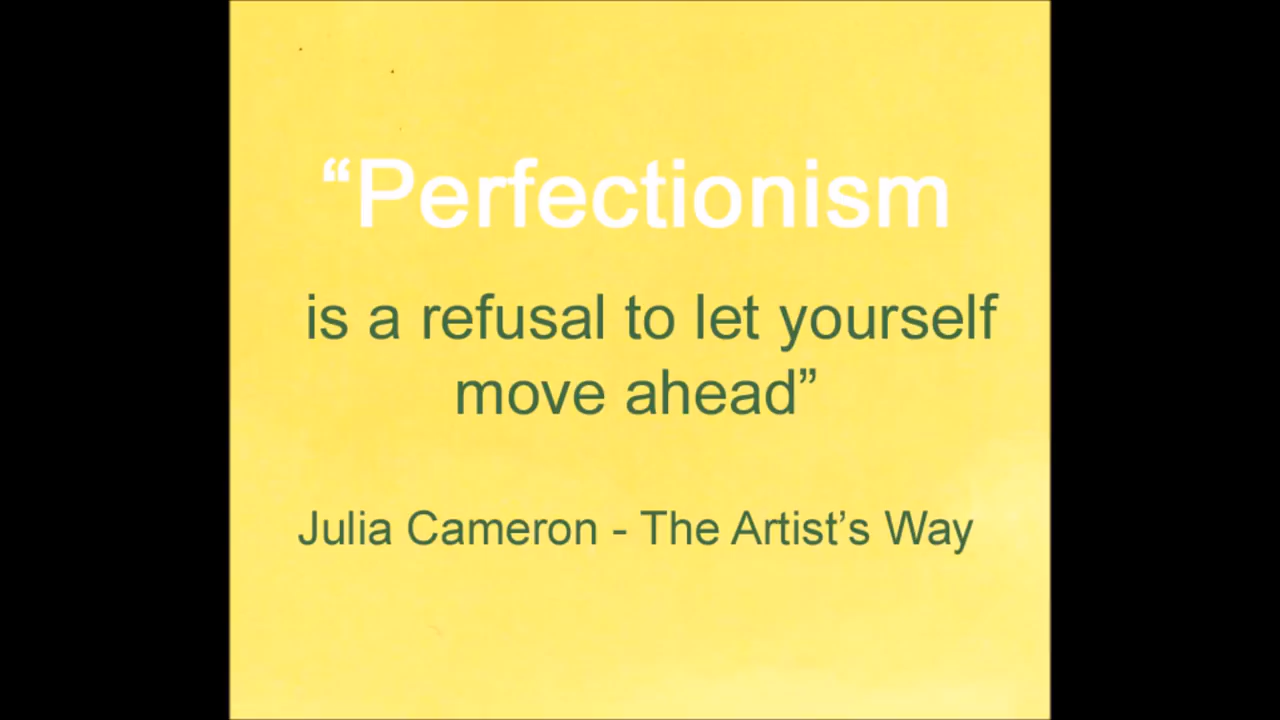 “Perfectionism
is a refusal to let yourself
move ahead”
Julia Cameron - The Artist’s Way